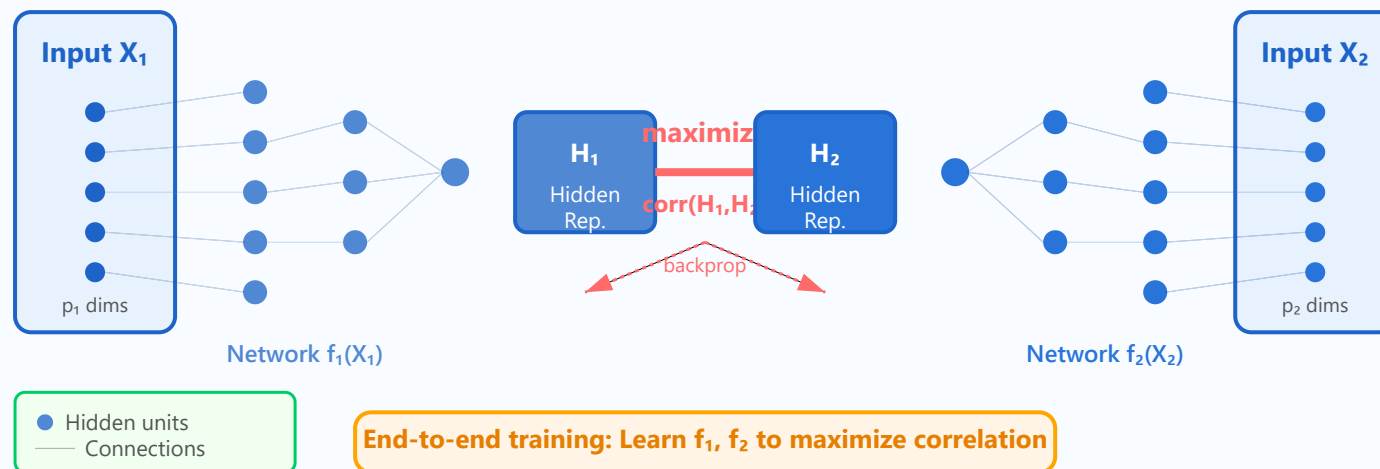 Input X₁
p₁ dims
Network f₁(X₁)
H₁
Hidden
Rep.
maximiz
corr(H₁,H₂
backprop
H₂
Hidden
Rep.
Input X₂
p₂ dims
Network f₂(X₂)
Hidden units
Connections
End-to-end training: Learn f₁, f₂ to maximize correlation